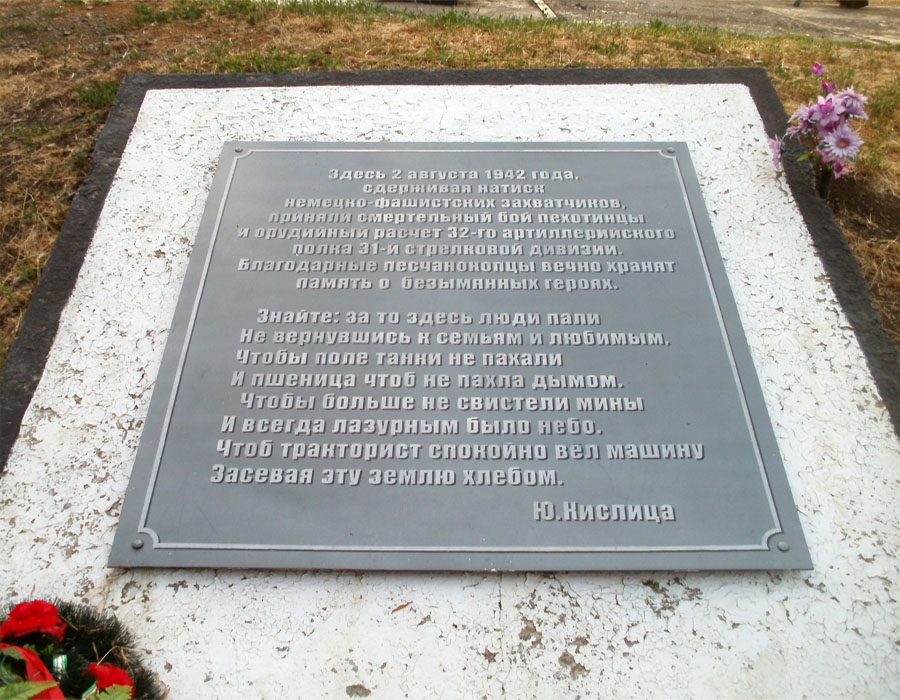 Здесь 2 августа 1942 года,
сдерживая натиск
немецко-фашистских захватчиков,
приняли смертельный бой пехотинцы
и орудийный расчет 32-го артиллерийского
полка 31-й стрелковой дивизии.
Благодарные песчанокопцы вечно хранят
память о безымянных героях.
Знайте: за то здесь люди пали
Не вернувшись к семьям и любимым,
Чтобы поле танки не пахали
И пшеница чтоб не пахла дымом.
Чтобы больше не свистели мины
И всегда лазурным было небо.
Чтоб тракторист спокойно вёл машину
Засевая эту землю хлебом.
Ю.Кислица